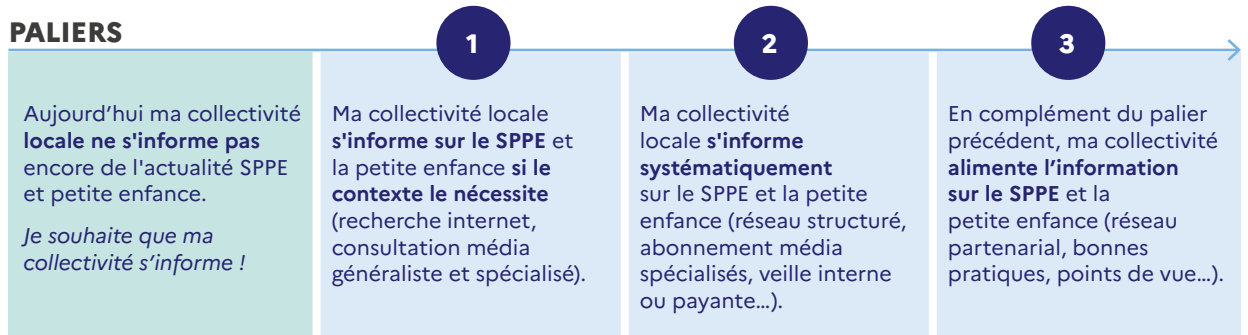 PALIERS
1
2
3
Aujourd’hui ma collectivité
locale ne s'informe pas
encore de l'actualité SPPE
et petite enfance.
Je souhaite que ma
collectivité s’informe !
Ma collectivité locale
s'informe sur le SPPE et
la petite enfance si le
contexte le nécessite
(recherche internet,
consultation média
généraliste et spécialisé).
Ma collectivité
locale s'informe
systématiquement
sur le SPPE et la petite
enfance (réseau structuré,
abonnement média
spécialisés, veille interne
ou payante…).
En complément du palier
précédent, ma collectivité
alimente l’information
sur le SPPE et la
petite enfance (réseau
partenarial, bonnes
pratiques, points de vue…).